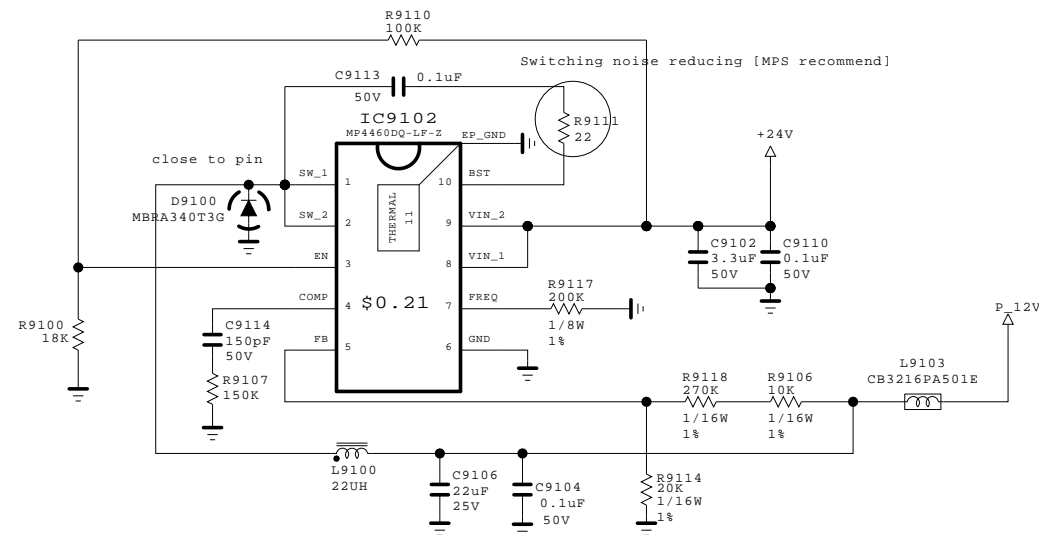 R9110
100K
Switching noise reducing [MPS recommend]
C9113
0.1uF
50V
IC9102
MP4460DQ-LF-Z
EP_GND
R9111
22
+24V
close to pin
SW_1
1
10
BST
D9100
MBRA340T3G
THERMAL
11
SW_2
2
9
VIN_2
C9102
3.3uF
50V
C9110
0.1uF
50V
EN
3
8
VIN_1
COMP
4
$0.21
7
FREQ
R9117
200K
1/8W
1%
P_12V
R9100
18K
C9114
150pF
50V
FB
5
6
GND
R9107
150K
R9118
270K
1/16W
1%
R9106
10K
1/16W
1%
L9103
CB3216PA501E
L9100
22UH
C9106
22uF
25V
C9104
0.1uF
50V
R9114
20K
1/16W
1%